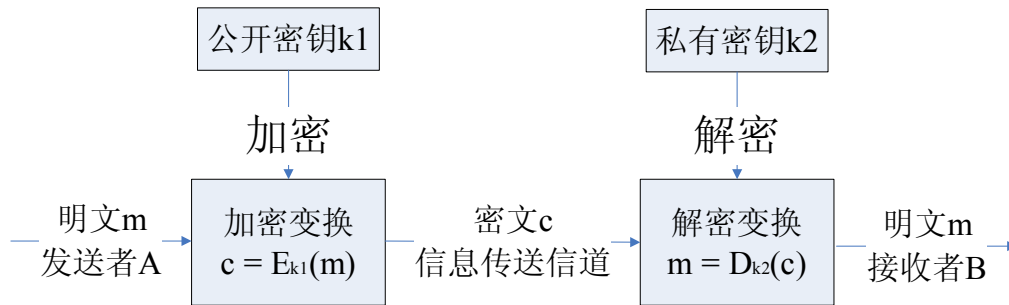 公开密钥k1
私有密钥k2
加密
解密
明文m
发送者A
加密变换
c = Ek1(m)
密文c
信息传送信道
解密变换
m = Dk2(c)
明文m
接收者B